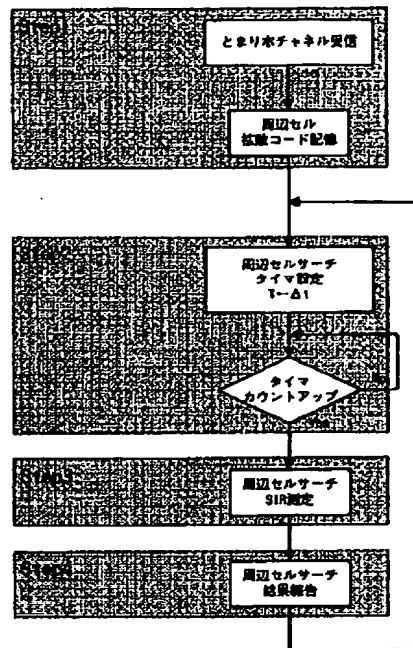 Step1
とまり木チャネル受信
周辺セル
拡散コード記憶
周辺セルサーチ
タイマ設定
タイマ
カウントアップ
Step3
周辺セルサーチ
SIR測定
周辺セルサーチ
結果報告